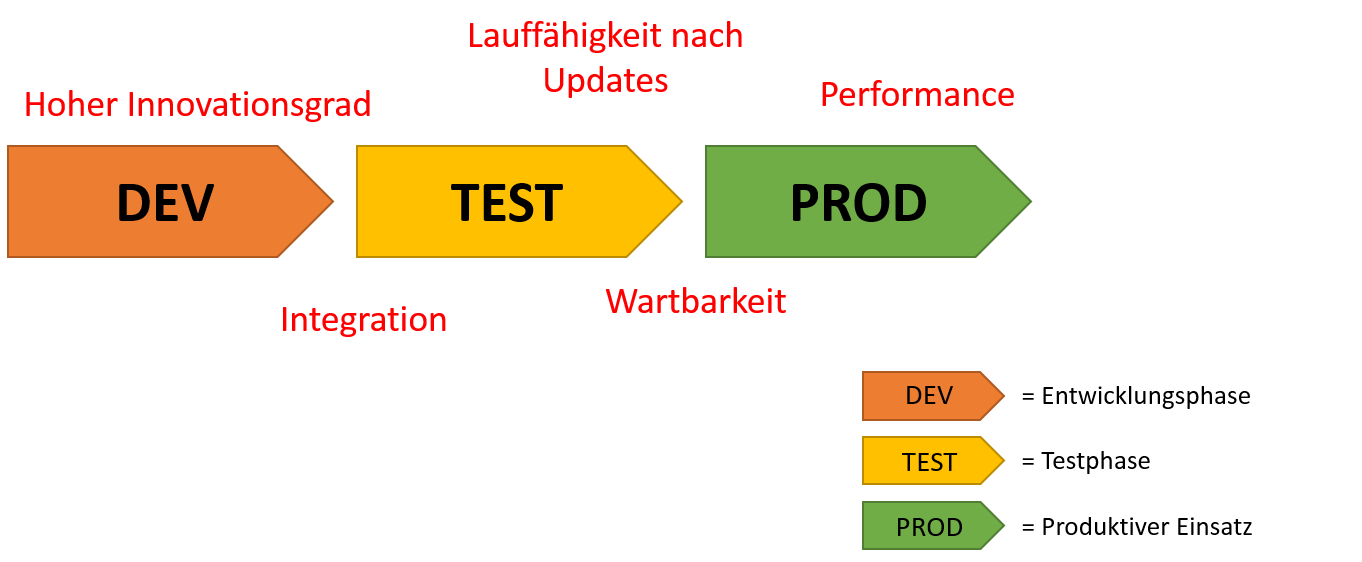 Lauffähigkeit nach
Updates
Hoher Innovationsgrad
Performance
DEV
TEST
PROD
Integration
Wartbarkeit
DEV = Entwicklungsphase
TEST = Testphase
PROD = Produktiver Einsatz